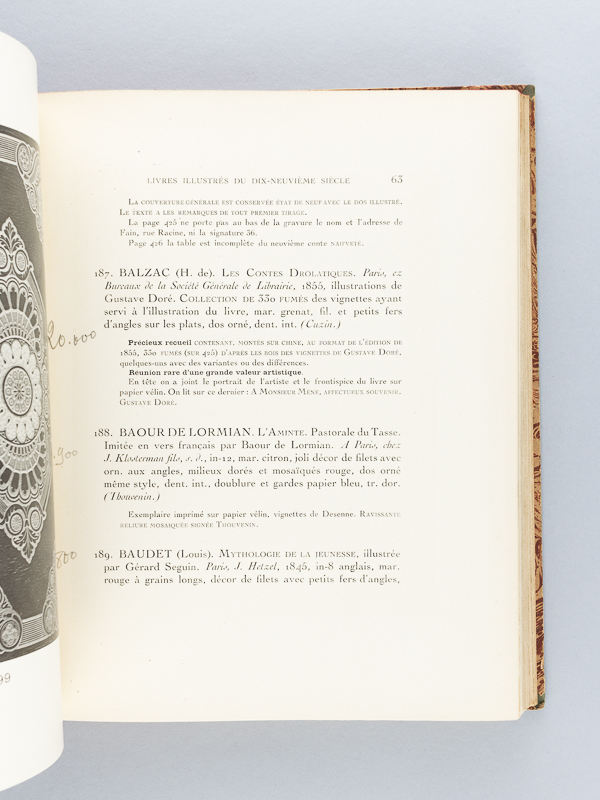 LIVRES ILLUSTRÉS DU DIX-NEUVIÈME SIÈCLE 63
La couverture générale est conservée état de neuf avec le dos illustré.
Le texte a les remarques de tout premier tirage.
La page 425 ne porte pas au bas de la gravure le nom et l'adresse de
Fain, rue Racine, ni la signature 36.
Page 426 la table est incomplète du neuvième conte naïveté.
187. BALZAC (H. de). Les Contes Drolatiques. Paris, ez
Bureaux de la Société Générale de Librairie, 1855, illustrations de
Gustave Doré. Collection de 330 fumés des vignettes ayant
servi à l'illustration du livre, mar. grenat, fil. et petits fers
d'angles sur les plats, dos orné, dent. int. (Cuzin.)
20.000
Précieux recueil contenant, montés sur chine, au format de l'édition de
1855, 330 fumés (sur 425) d'après les bois des vignettes de Gustave Doré,
quelques-uns avec des variantes ou des différences.
Réunion rare d'une grande valeur artistique.
En tête on a joint le portrait de l'artiste et le frontispice du livre sur
papier vélin. On lit sur ce dernier : A Monsieur Mène, affectueux souvenir.
Gustave Doré.
188. BAOUR DE LORMIAN. L'Aminte. Pastorale du Tasse.
Imitée en vers français par Baour de Lormian. A Paris, chez
J. Klosterman fils, s. d., in-12, mar. citron, joli décor de filets avec
orn. aux angles, milieux dorés et mosaïqués rouge, dos orné
même style, dent. int., doublure et gardes papier bleu, tr. dor.
(Thouvenin.)
Exemplaire imprimé sur papier vélin, vignettes de Desenne. Ravissante
reliure mosaïquée signée Thouvenin.
189. BAUDET (Louis). Mythologie de la jeunesse, illustrée
par Gérard Seguin. Paris, J. Hetzel, 1845, in-8 anglais, mar.
rouge à grains longs, décor de filets avec petits fers d'angles,
99